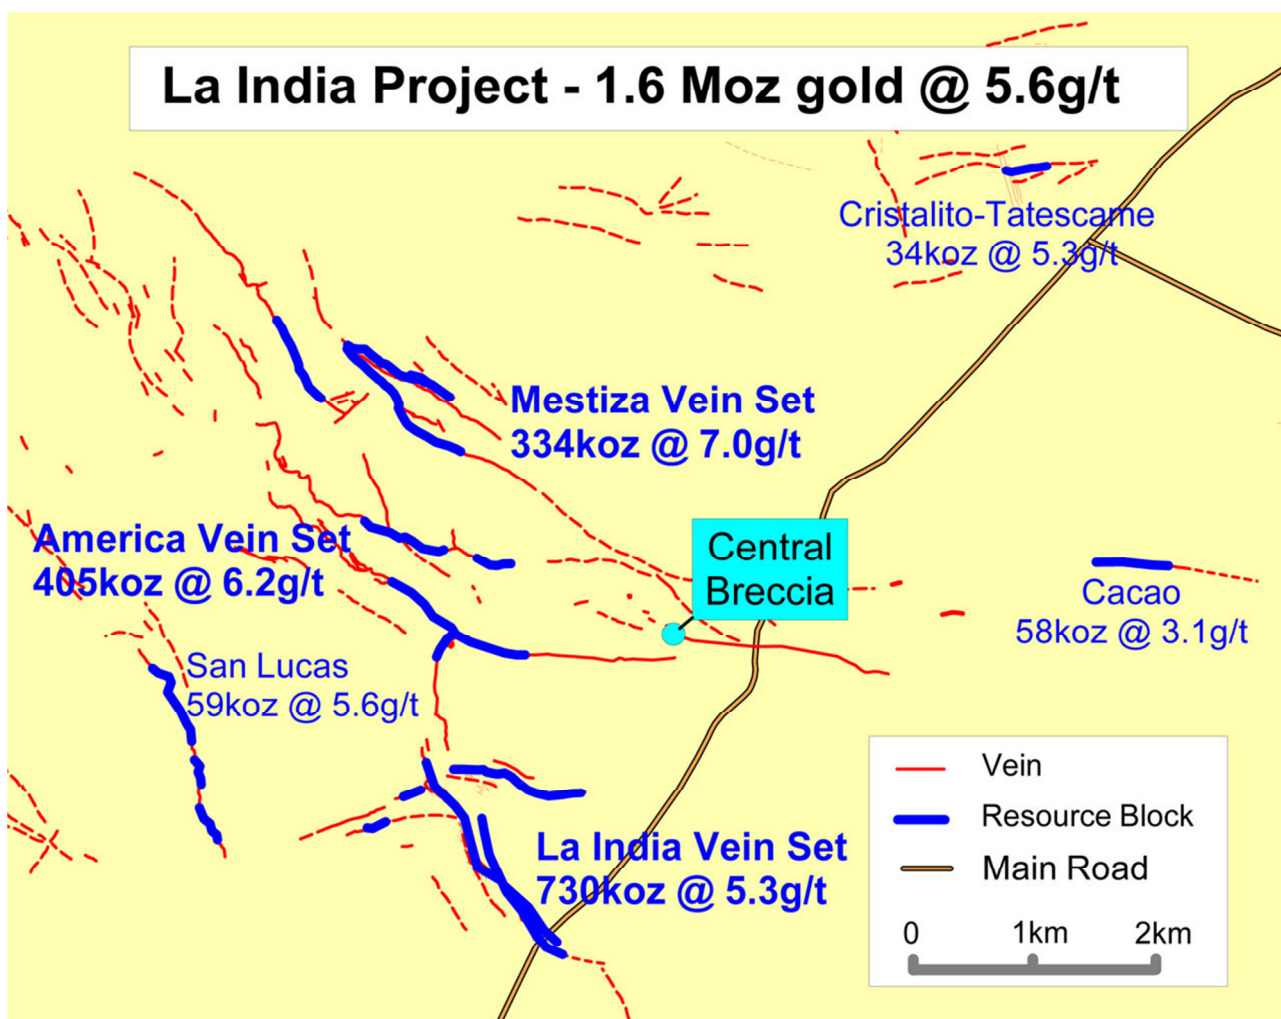 La India Project - 1.6 Moz gold @ 5.6g/t
Cristalito-Tatescame
34koz @ 5.3g/t
Mestiza Vein Set
334koz @ 7.0g/t
America Vein Set
405koz @ 6.2g/t
Central
Breccia
Cacao
58koz @ 3.1g/t
San Lucas
59koz @ 5.6g/t
La India Vein Set
730koz @ 5.3g/t
Vein
Resource Block
Main Road
0 1km 2km